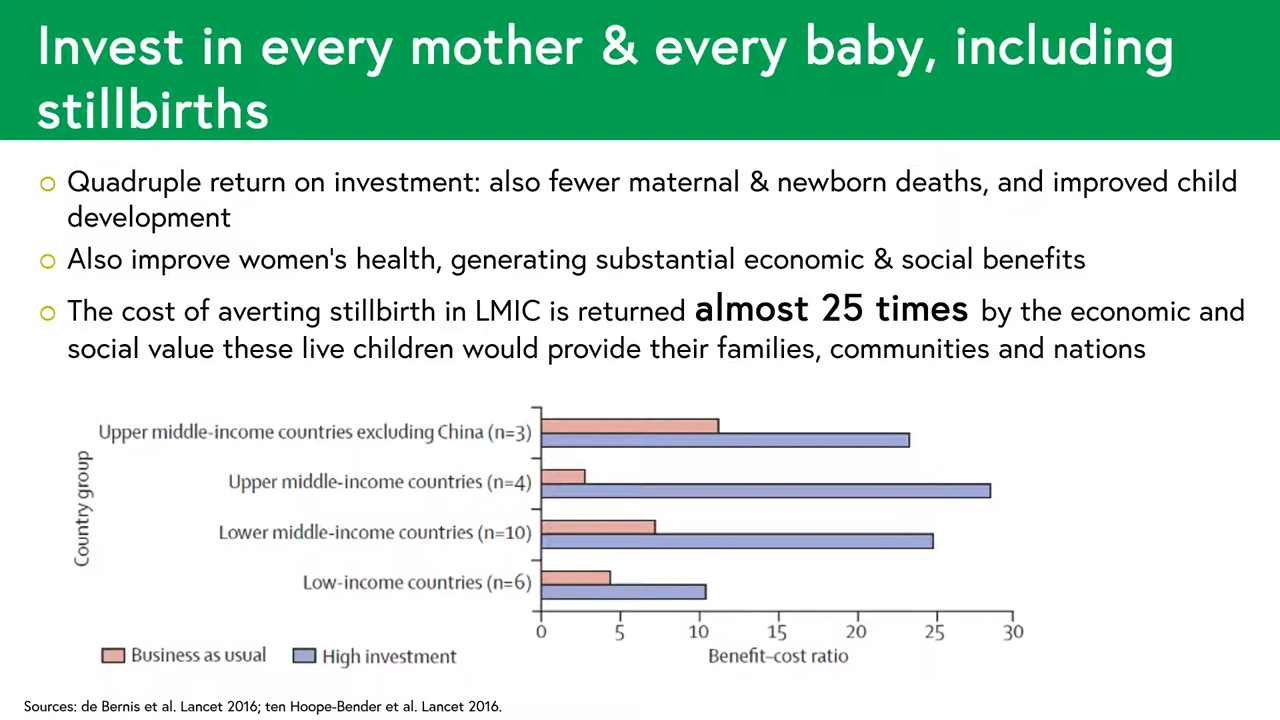 Invest in every mother & every baby, including
stillbirths
○ Quadruple return on investment: also fewer maternal & newborn deaths, and improved child
development
○ Also improve women's health, generating substantial economic & social benefits
○ The cost of averting stillbirth in LMIC is returned almost 25 times by the economic and
social value these live children would provide their families, communities and nations
Country group
Upper middle-income countries excluding China (n=3)
Upper middle-income countries (n=4)
Lower middle-income countries (n=10)
Low-income countries (n=6)
0 5 10 15 20 25 30
Benefit–cost ratio
Business as usual High investment
Sources: de Bernis et al. Lancet 2016; ten Hoope-Bender et al. Lancet 2016.